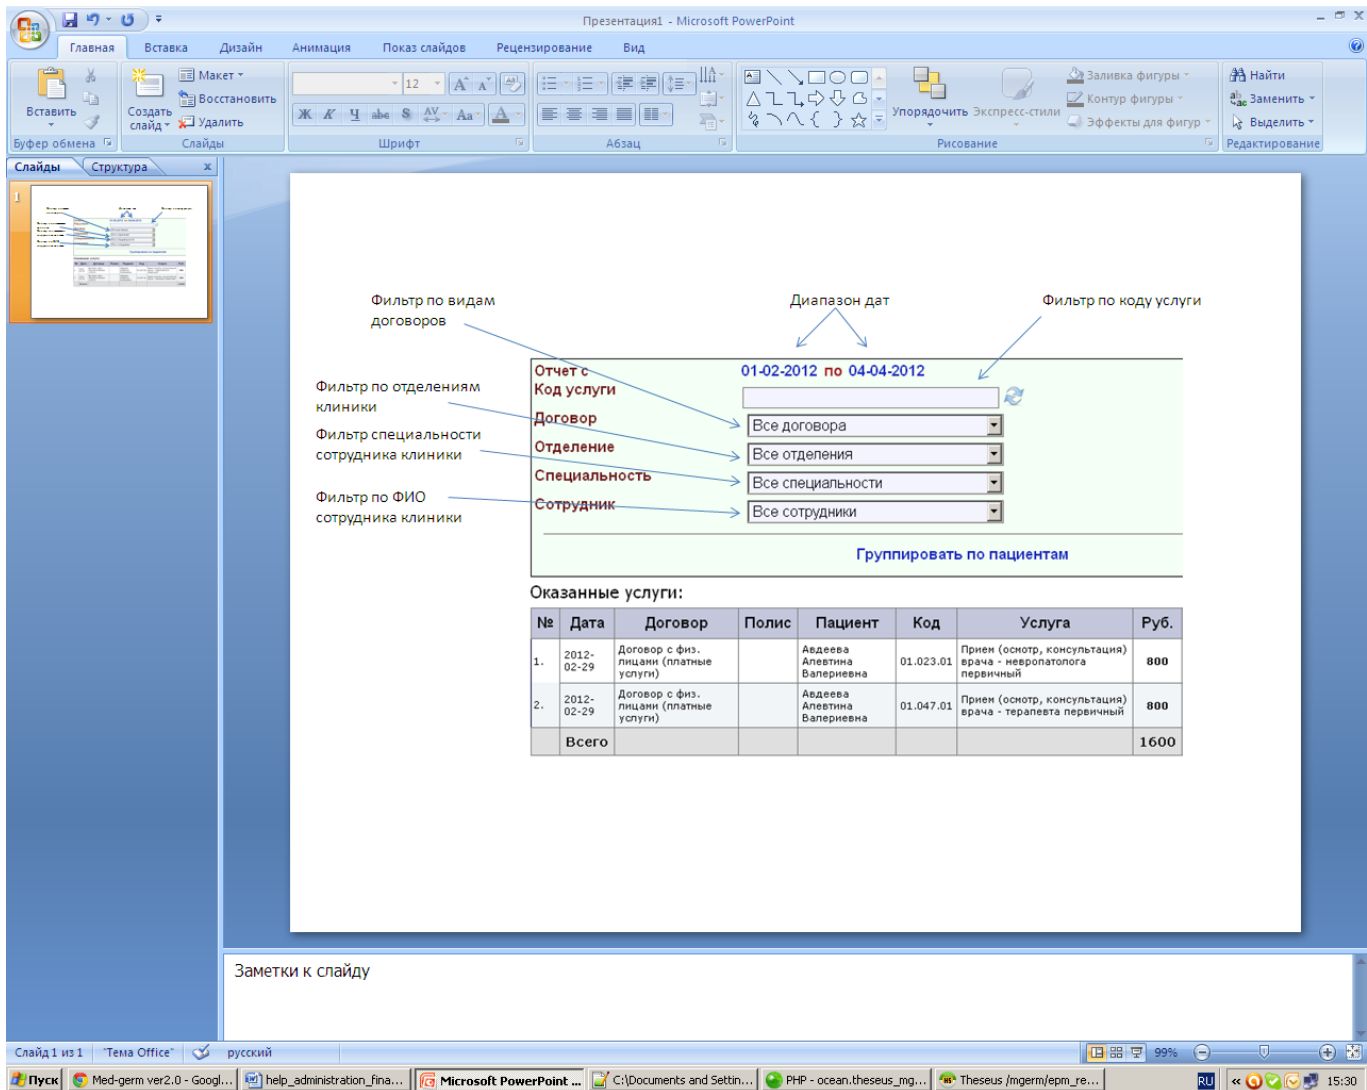 Презентация1 - Microsoft PowerPoint
Главная Вставка Дизайн Анимация Показ слайдов Рецензирование Вид
Вставить
Буфер обмена
Создать слайд
Макет
Восстановить
Удалить
Слайды
12
Ж К Ч abc S AV Aa A
Шрифт
Абзац
Упорядочить Экспресс-стили
Заливка фигуры
Контур фигуры
Эффекты для фигур
Рисование
Найти
Заменить
Выделить
Редактирование
Слайды Структура x
1
Фильтр по видам
договоров
Диапазон дат
Фильтр по коду услуги
Фильтр по отделениям
клиники
Фильтр специальности
сотрудника клиники
Фильтр по ФИО
сотрудника клиники
Отчет с 01-02-2012 по 04-04-2012
Код услуги
Договор Все договора
Отделение Все отделения
Специальность Все специальности
Сотрудник Все сотрудники
Группировать по пациентам
Оказанные услуги:
№ Дата Договор Полис Пациент Код Услуга Руб.
1. 2012-02-29 Договор с физ. лицами (платные услуги) Авдеева Алевтина Валериевна 01.023.01 Прием (осмотр, консультация) врача - невропатолога первичный 800
2. 2012-02-29 Договор с физ. лицами (платные услуги) Авдеева Алевтина Валериевна 01.047.01 Прием (осмотр, консультация) врача - терапевта первичный 800
Всего 1600
Заметки к слайду
Слайд 1 из 1 "Тема Office" русский 99%
Пуск Med-germ ver2.0 - Googl... help_administration_fina... Microsoft PowerPoint ... C:\Documents and Settin... PHP - ocean.theseus_mg... Theseus /mgerm/epm_re... RU « 15:30